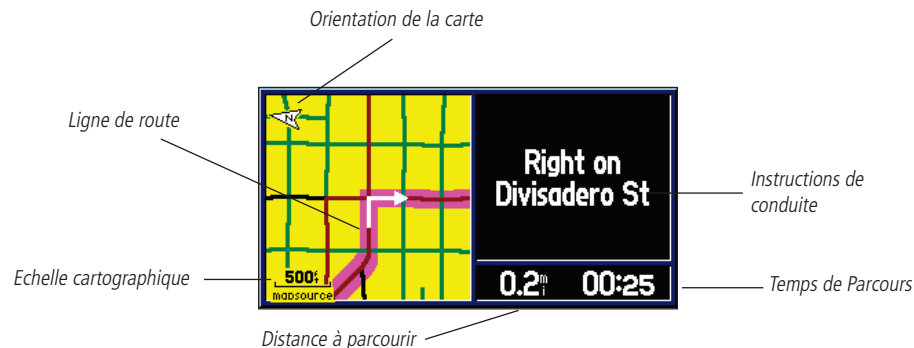 Orientation de la carte
Ligne de route
N
Right on
Divisadero St
Instructions de
conduite
Echelle cartographique
500ft
mapsource
0.2mi 00:25
Temps de Parcours
Distance à parcourir